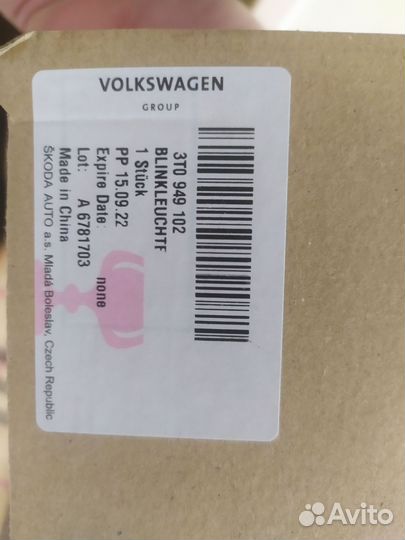 VOLKSWAGEN
GROUP
3T0 949 102
BLINKLEUCHTF
1 Stück
PP 15.09.22
Expire Date: none
Lot: A 6781703
Made in China
ŠKODA AUTO a.s. Mladá Boleslav, Czech Republic
Avito